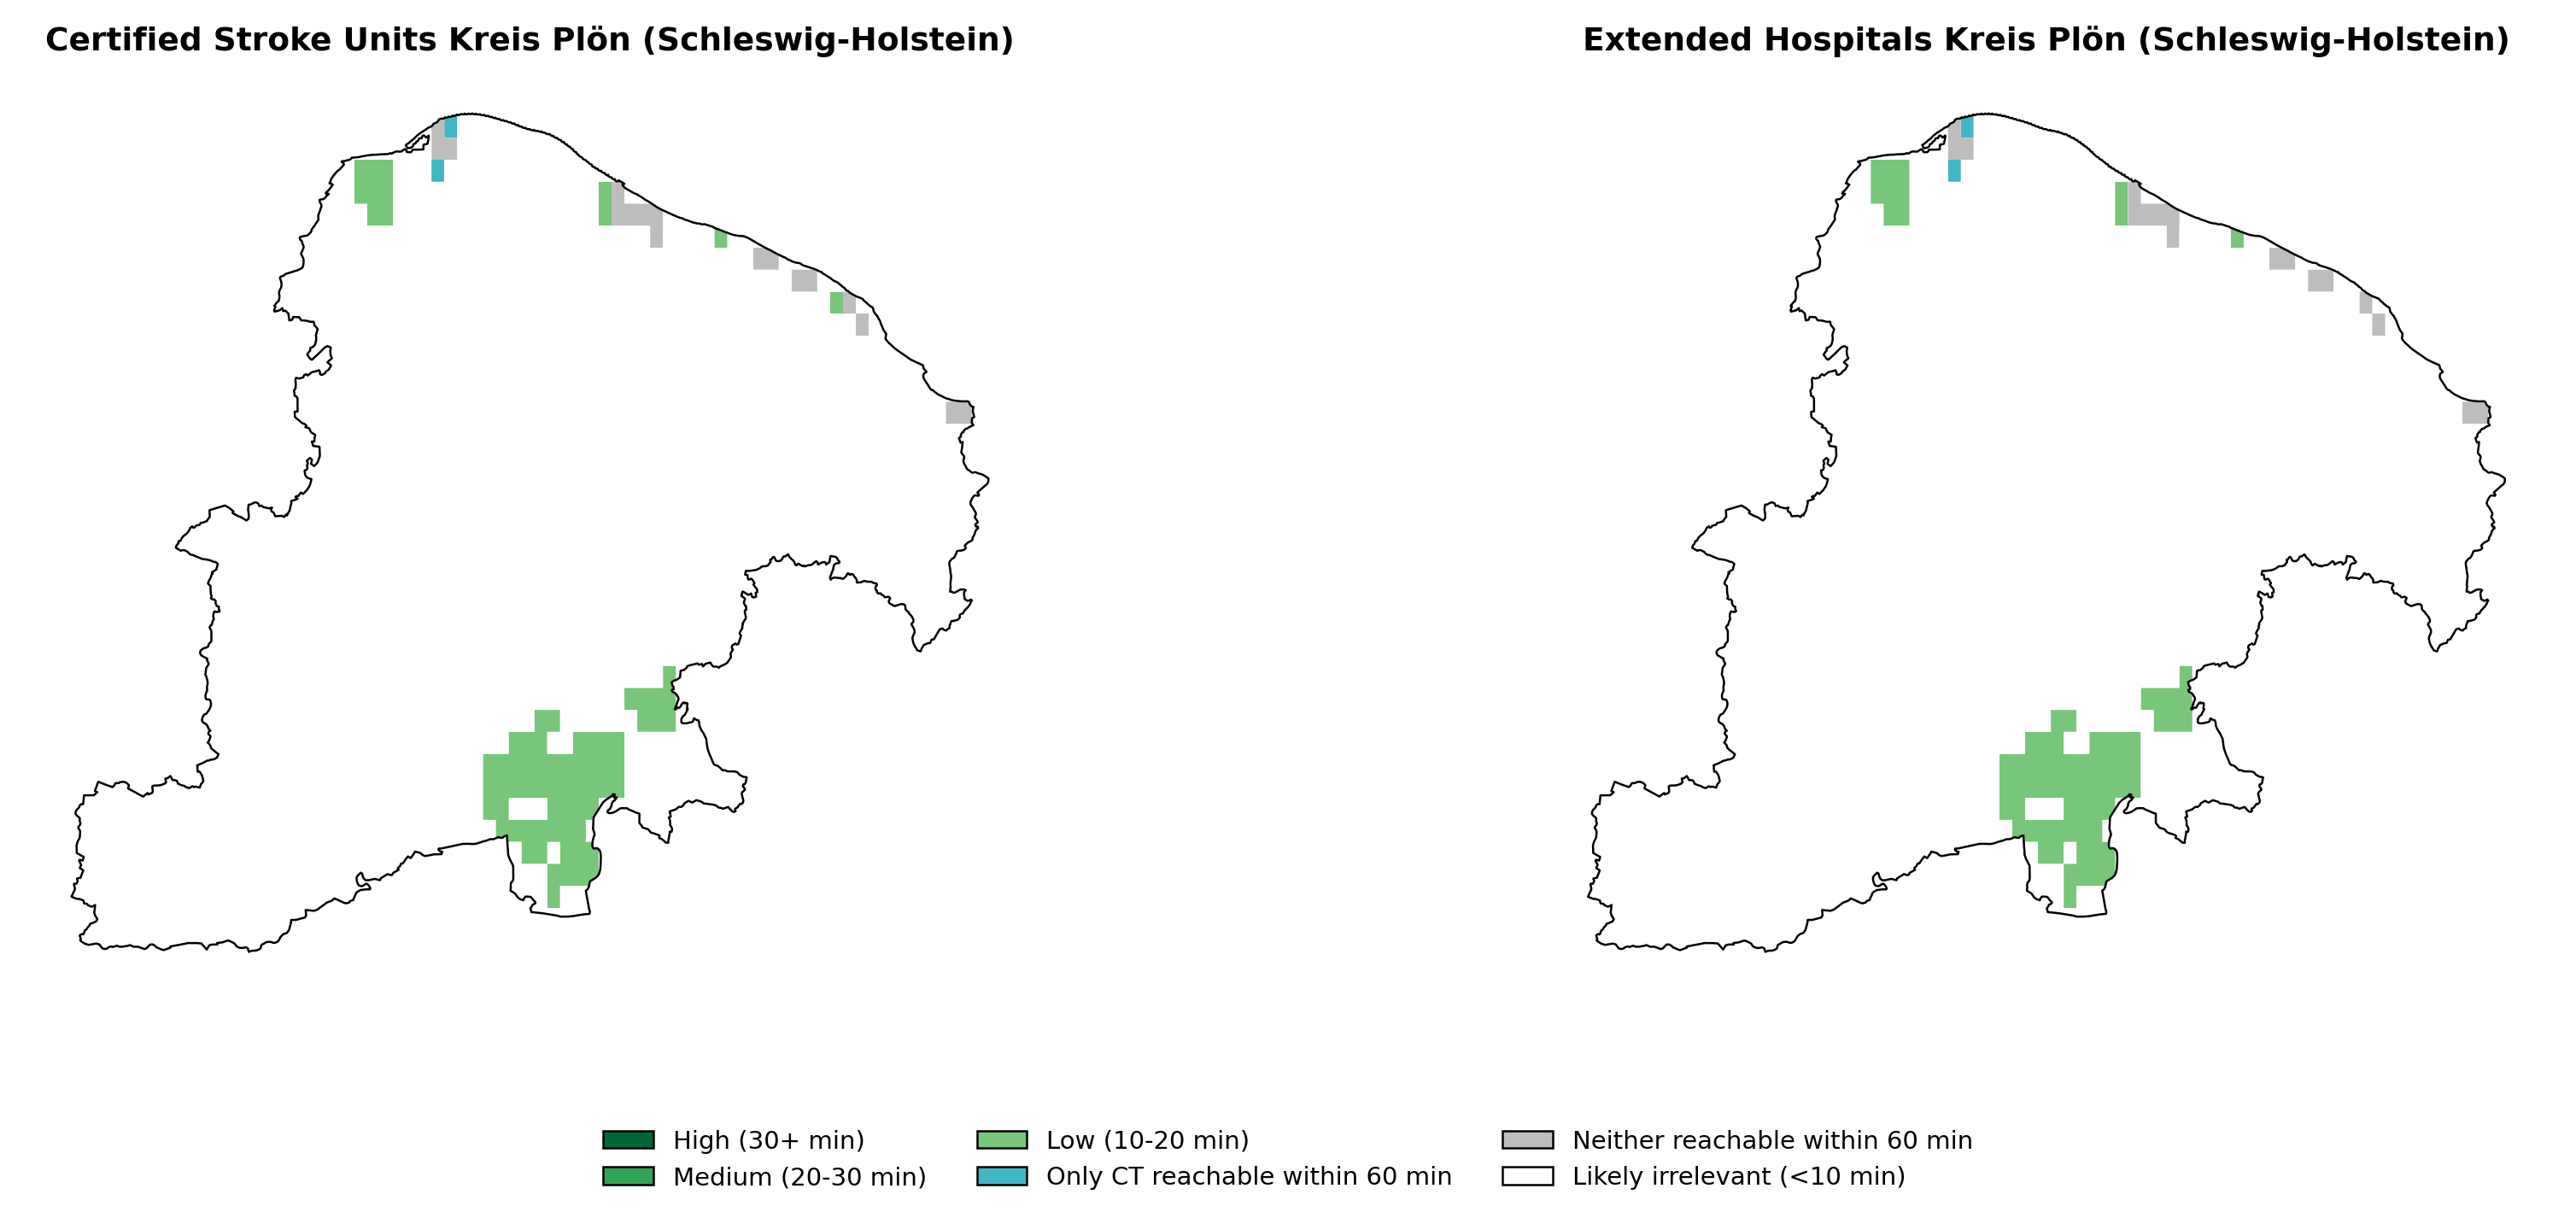 Certified Stroke Units Kreis Plön (Schleswig-Holstein)
Extended Hospitals Kreis Plön (Schleswig-Holstein)
High (30+ min)
Medium (20-30 min)
Low (10-20 min)
Only CT reachable within 60 min
Neither reachable within 60 min
Likely irrelevant (<10 min)